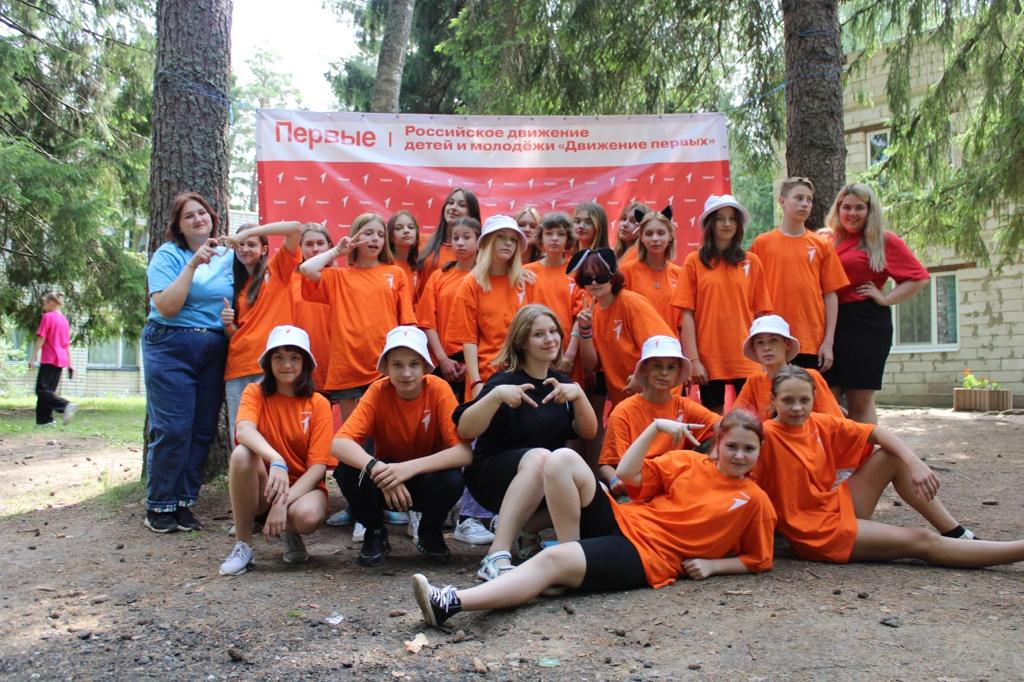 Первые
Российское движение
детей и молодёжи «Движение первых»